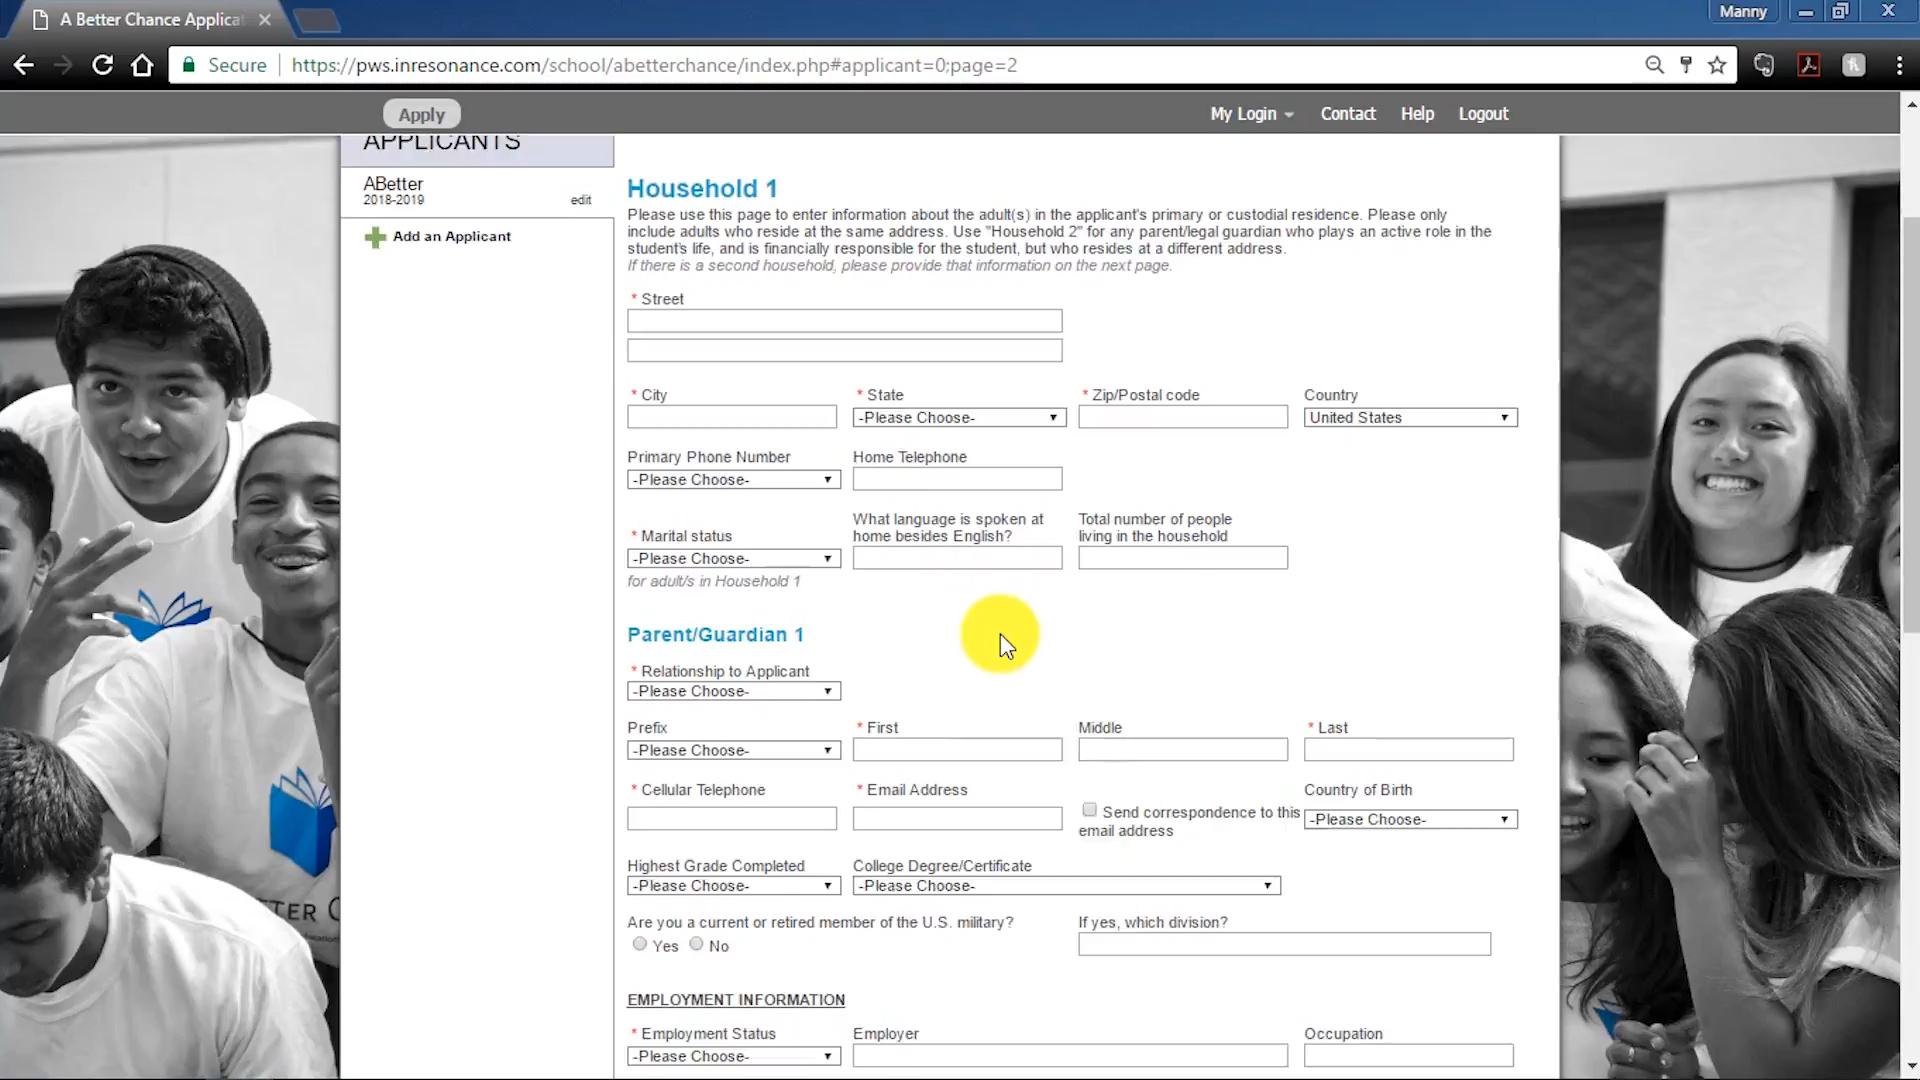 A Better Chance Applica
Manny
Secure
https://pws.inresonance.com/school/abetterchance/index.php#applicant=0;page=2
Apply
My Login
Contact
Help
Logout
APPLICANTS
ABetter
2018-2019
edit
Add an Applicant
Household 1
Please use this page to enter information about the adult(s) in the applicant's primary or custodial residence. Please only
include adults who reside at the same address. Use "Household 2" for any parent/legal guardian who plays an active role in the
student's life, and is financially responsible for the student, but who resides at a different address.
If there is a second household, please provide that information on the next page.
* Street
* City
* State
* Zip/Postal code
Country
-Please Choose-
United States
Primary Phone Number
Home Telephone
-Please Choose-
* Marital status
What language is spoken at
home besides English?
Total number of people
living in the household
-Please Choose-
for adult/s in Household 1
Parent/Guardian 1
* Relationship to Applicant
-Please Choose-
Prefix
* First
Middle
* Last
-Please Choose-
* Cellular Telephone
* Email Address
Send correspondence to this
email address
Country of Birth
-Please Choose-
Highest Grade Completed
College Degree/Certificate
-Please Choose-
-Please Choose-
Are you a current or retired member of the U.S. military?
If yes, which division?
Yes
No
EMPLOYMENT INFORMATION
* Employment Status
Employer
Occupation
-Please Choose-
TTER C